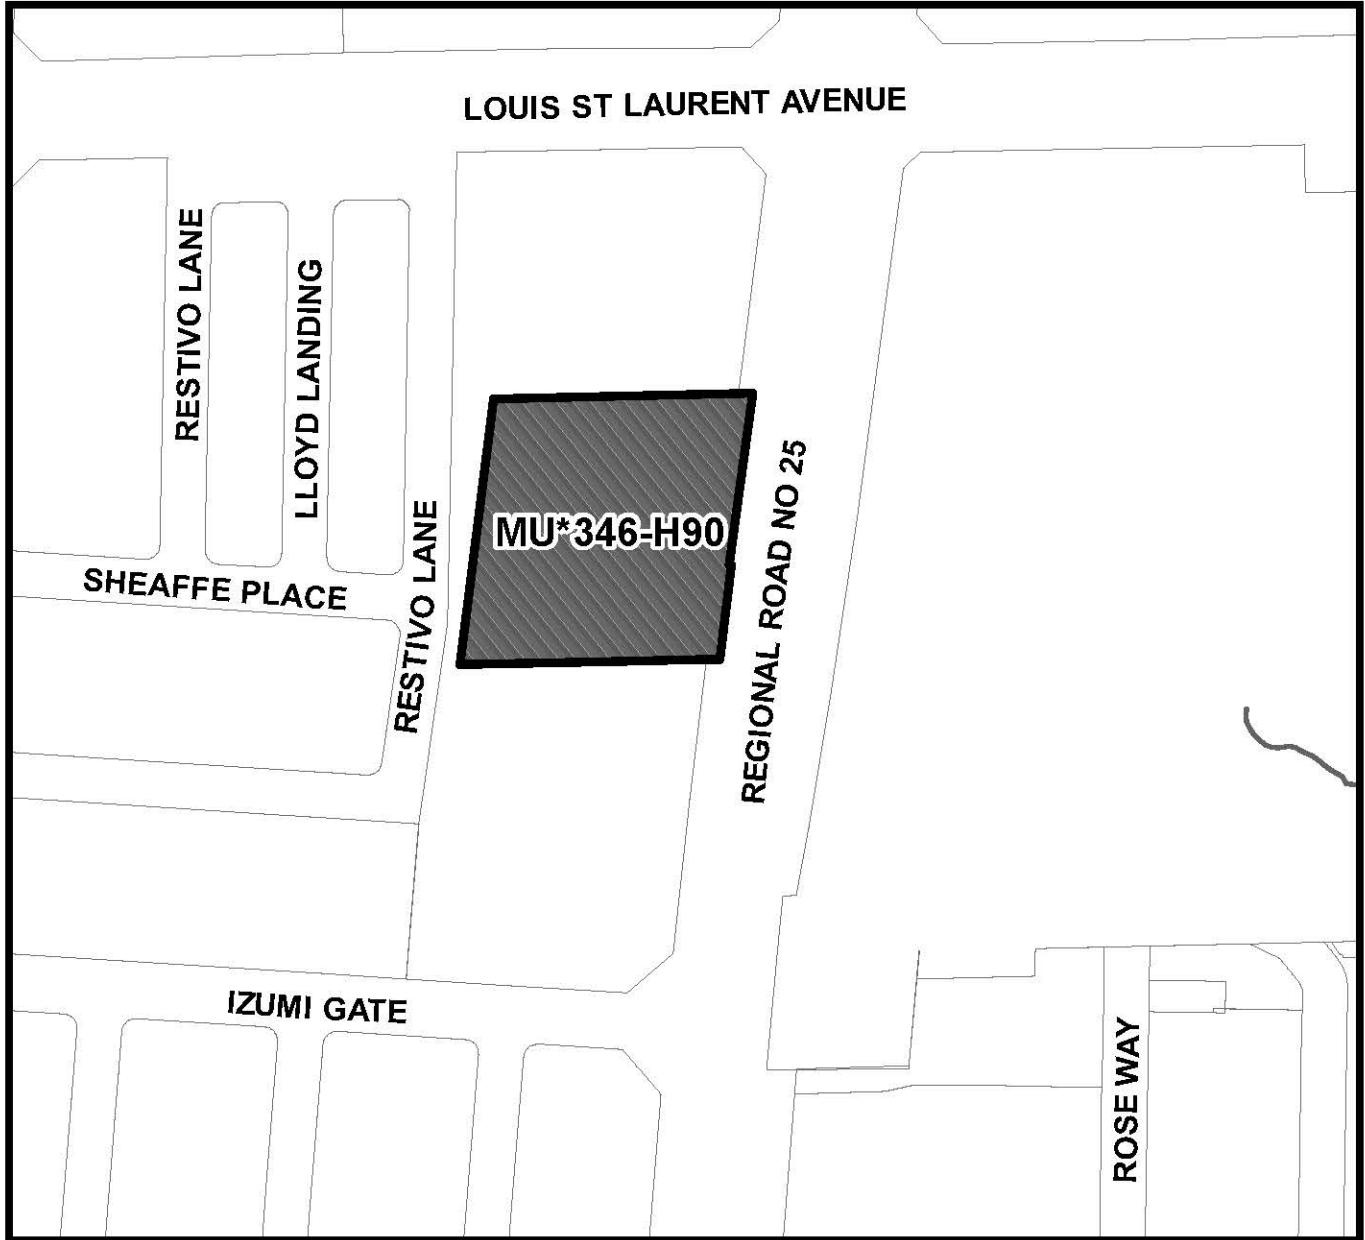 LOUIS ST LAURENT AVENUE
RESTIVO LANE
LLOYD LANDING
RESTIVO LANE
MU*346-H90
REGIONAL ROAD NO 25
SHEAFFE PLACE
IZUMI GATE
ROSE WAY